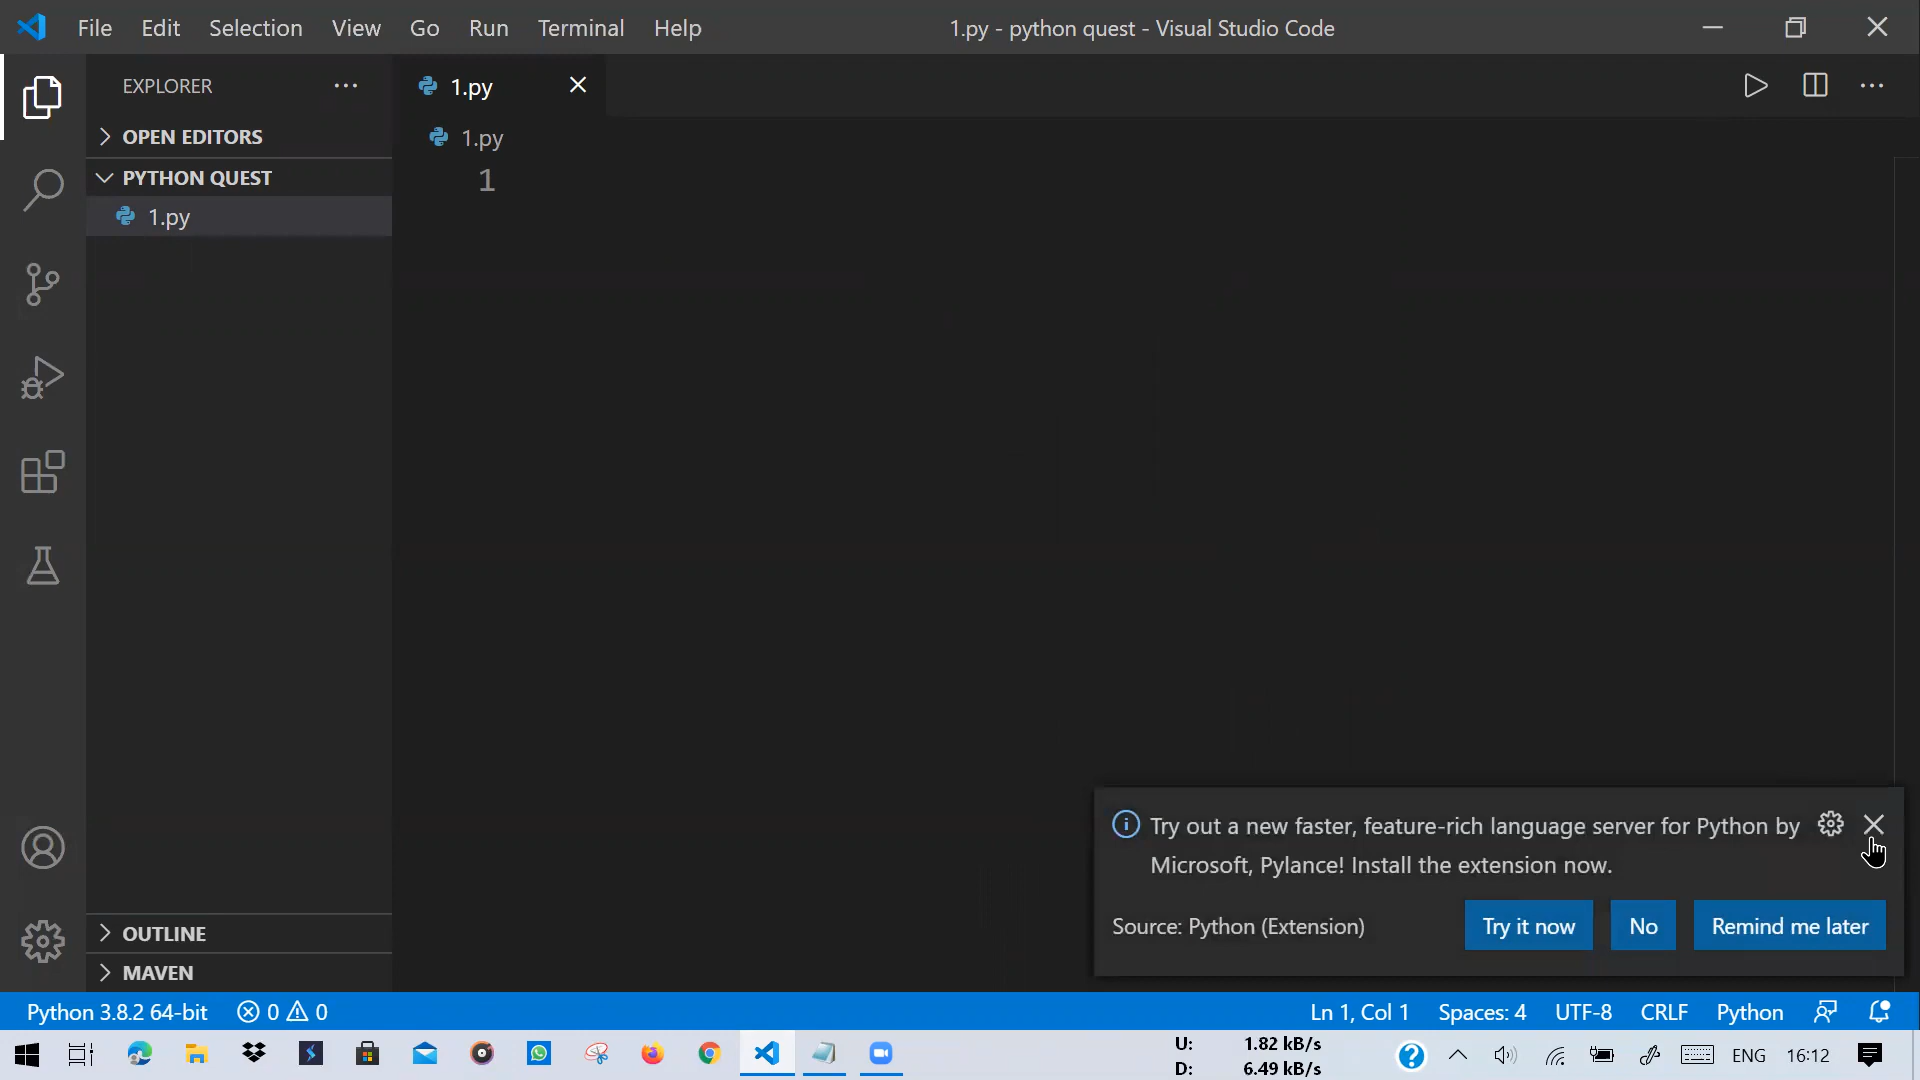 File Edit Selection View Go Run Terminal Help
1.py - python quest - Visual Studio Code
EXPLORER
OPEN EDITORS
PYTHON QUEST
1.py
OUTLINE
MAVEN
1.py
1.py
1
Try out a new faster, feature-rich language server for Python by
Microsoft, Pylance! Install the extension now.
Source: Python (Extension)
Try it now
No
Remind me later
Python 3.8.2 64-bit 0 0
Ln 1, Col 1 Spaces: 4 UTF-8 CRLF Python
U: 1.82 kB/s
D: 6.49 kB/s
ENG 16:12